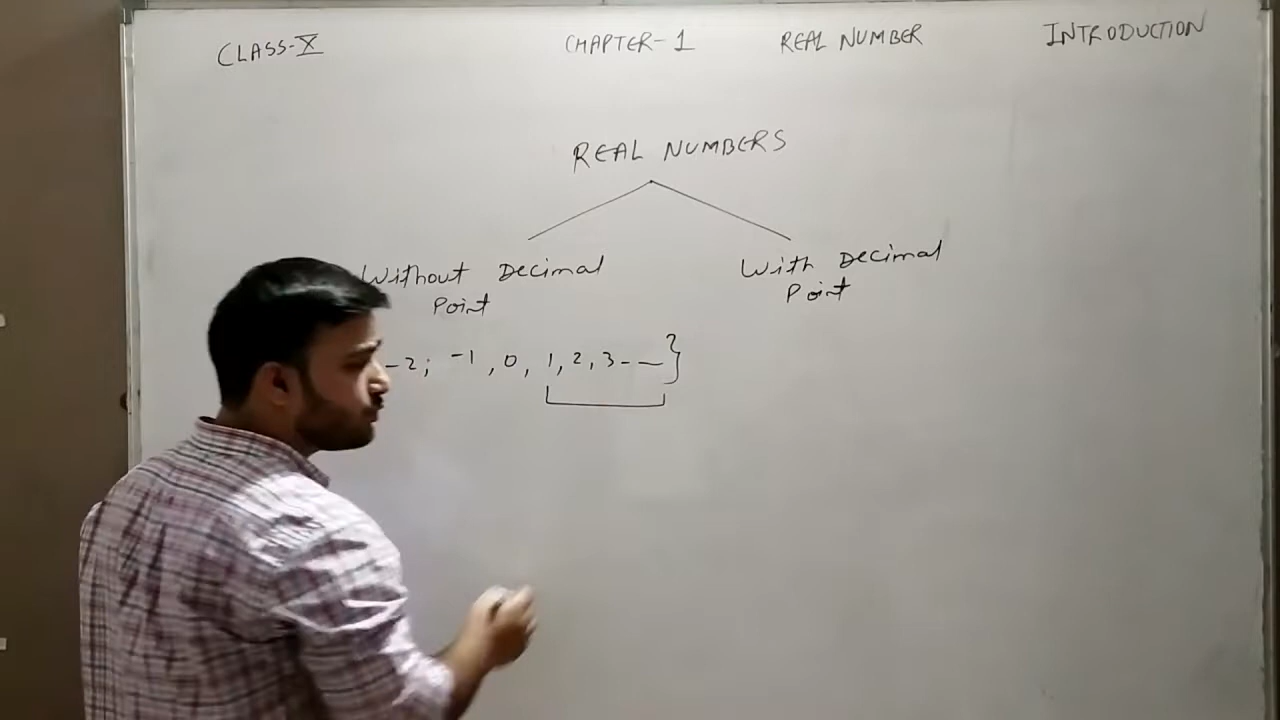 CLASS-X CHAPTER-1 REAL NUMBER INTRODUCTION
REAL NUMBERS
Without Decimal Point
With Decimal Point
-2; -1, 0, 1, 2, 3 - — }